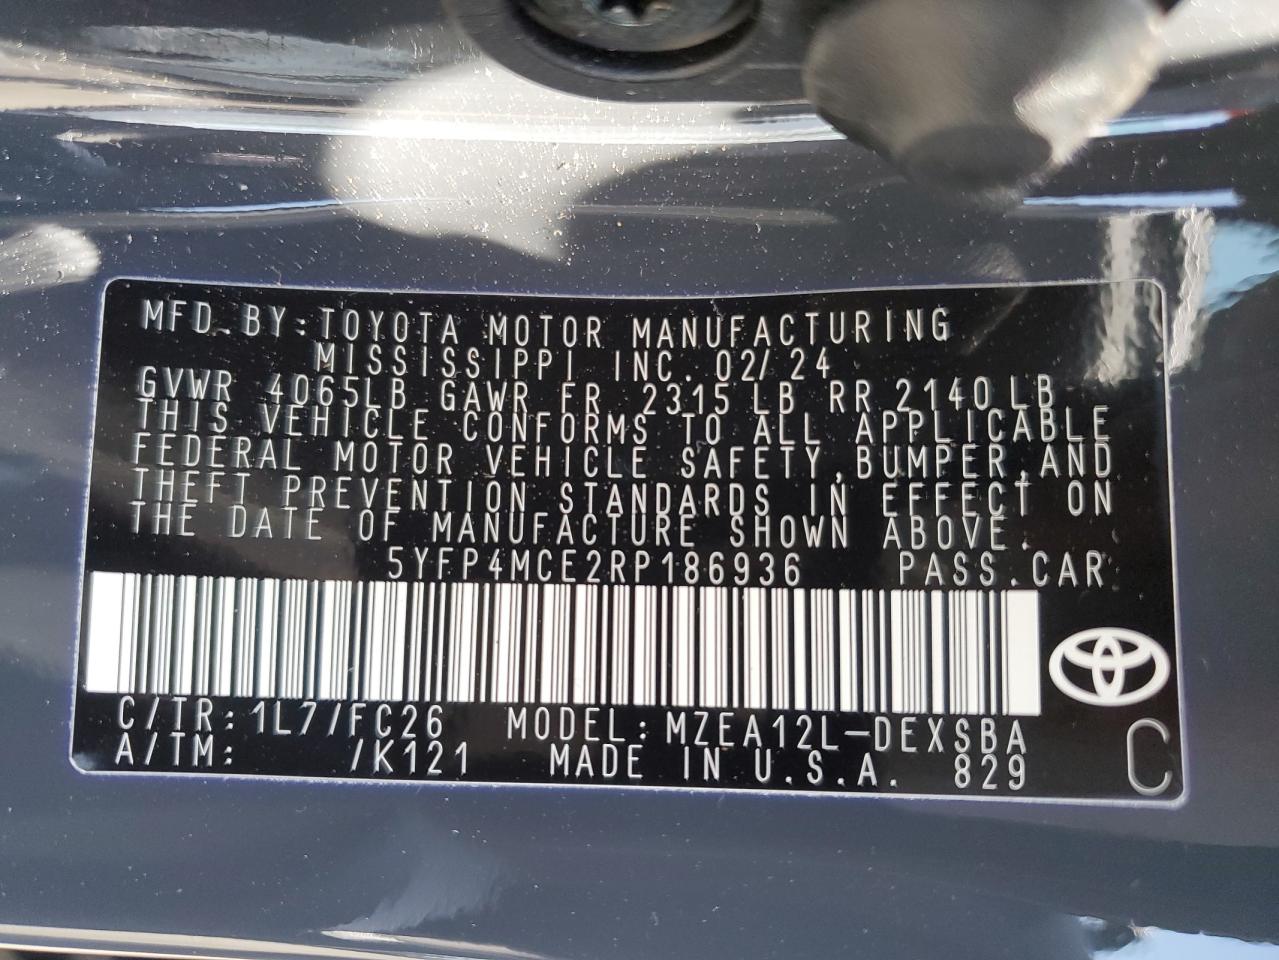 MFD.BY:TOYOTA MOTOR MANUFACTURING
MISSISSIPPI INC. 02/24
GVWR 4065LB GAWR FR 2315LB RR 2140LB
THIS VEHICLE CONFORMS TO ALL APPLICABLE
FEDERAL MOTOR VEHICLE SAFETY,BUMPER,AND
THEFT PREVENTION STANDARDS IN EFFECT ON
THE DATE OF MANUFACTURE SHOWN ABOVE.
5YFP4MCE2RP186936 PASS.CAR
C/TR:1L7/FC26 MODEL:MZEA12L-DEXSBA
A/TM: /K121 MADE IN U.S.A. 829 C